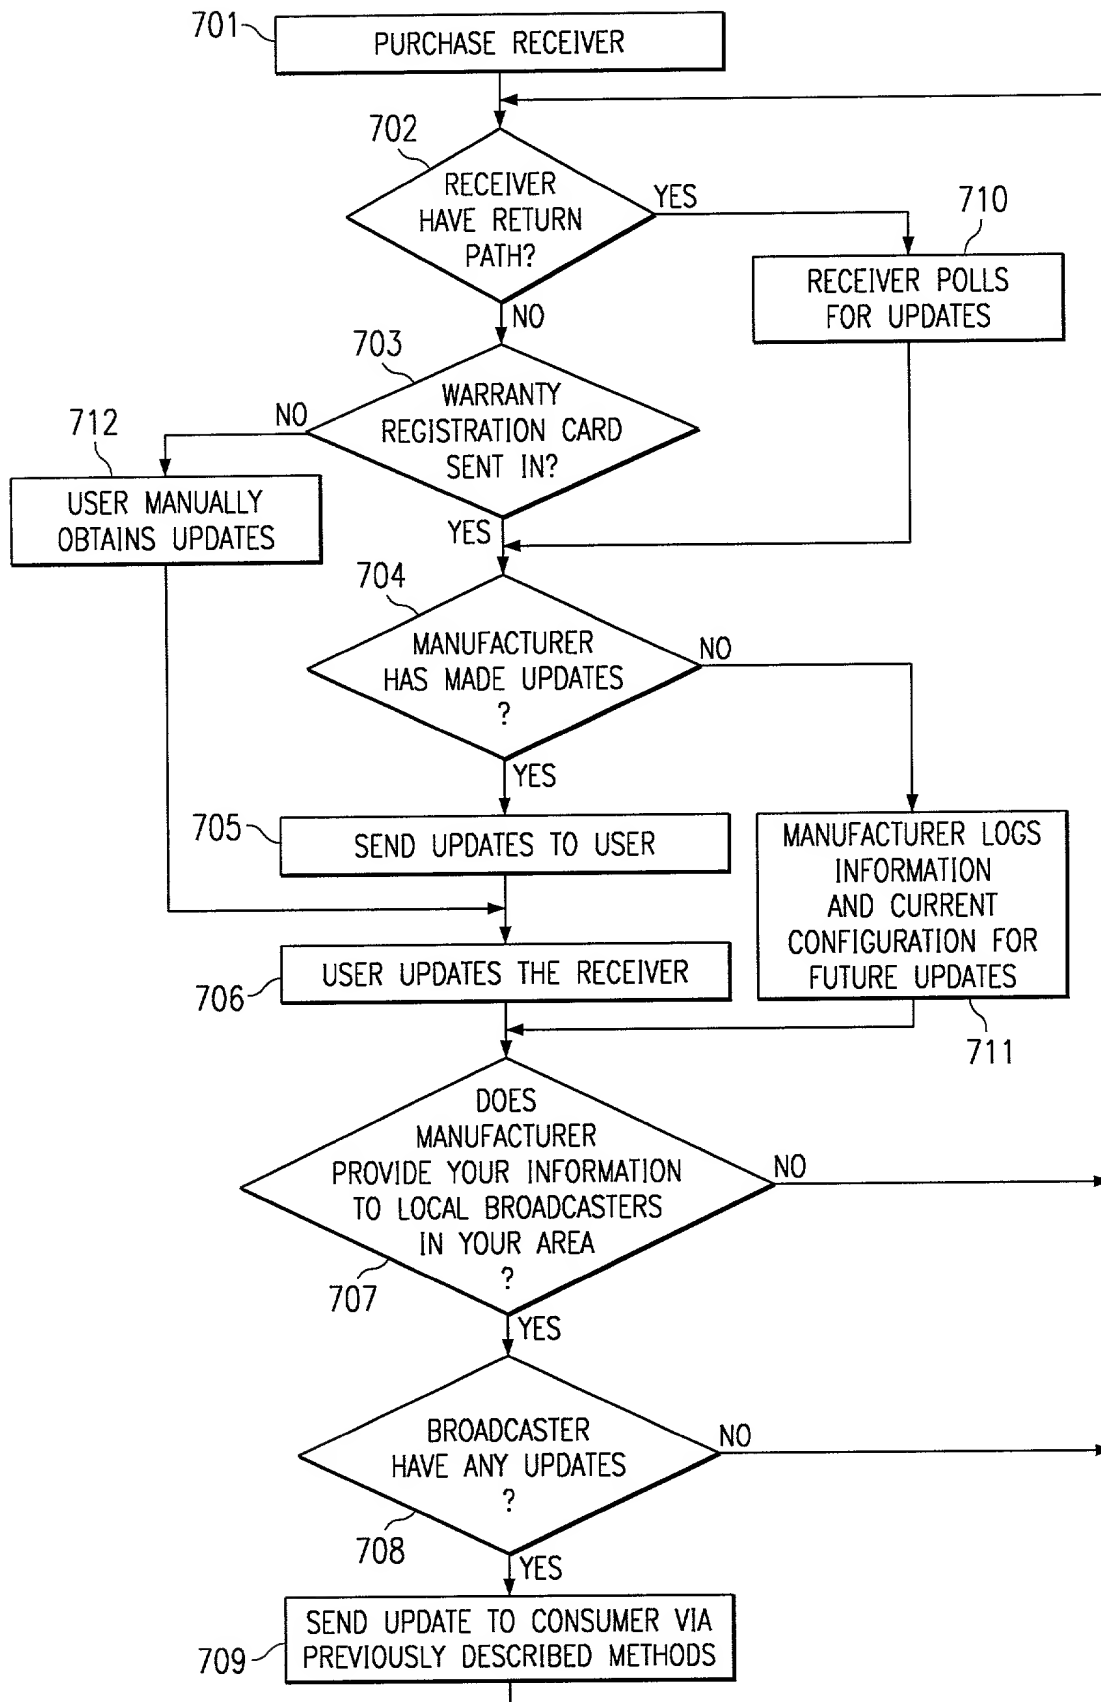 701
PURCHASE RECEIVER
702
RECEIVER
HAVE RETURN
PATH?
YES
710
RECEIVER POLLS
FOR UPDATES
NO
703
WARRANTY
REGISTRATION CARD
SENT IN?
NO
712
USER MANUALLY
OBTAINS UPDATES
YES
704
MANUFACTURER
HAS MADE UPDATES
?
NO
YES
705
SEND UPDATES TO USER
MANUFACTURER LOGS
INFORMATION
AND CURRENT
CONFIGURATION FOR
FUTURE UPDATES
711
706
USER UPDATES THE RECEIVER
DOES
MANUFACTURER
PROVIDE YOUR INFORMATION
TO LOCAL BROADCASTERS
IN YOUR AREA
?
707
NO
YES
BROADCASTER
HAVE ANY UPDATES
?
708
NO
YES
709
SEND UPDATE TO CONSUMER VIA
PREVIOUSLY DESCRIBED METHODS